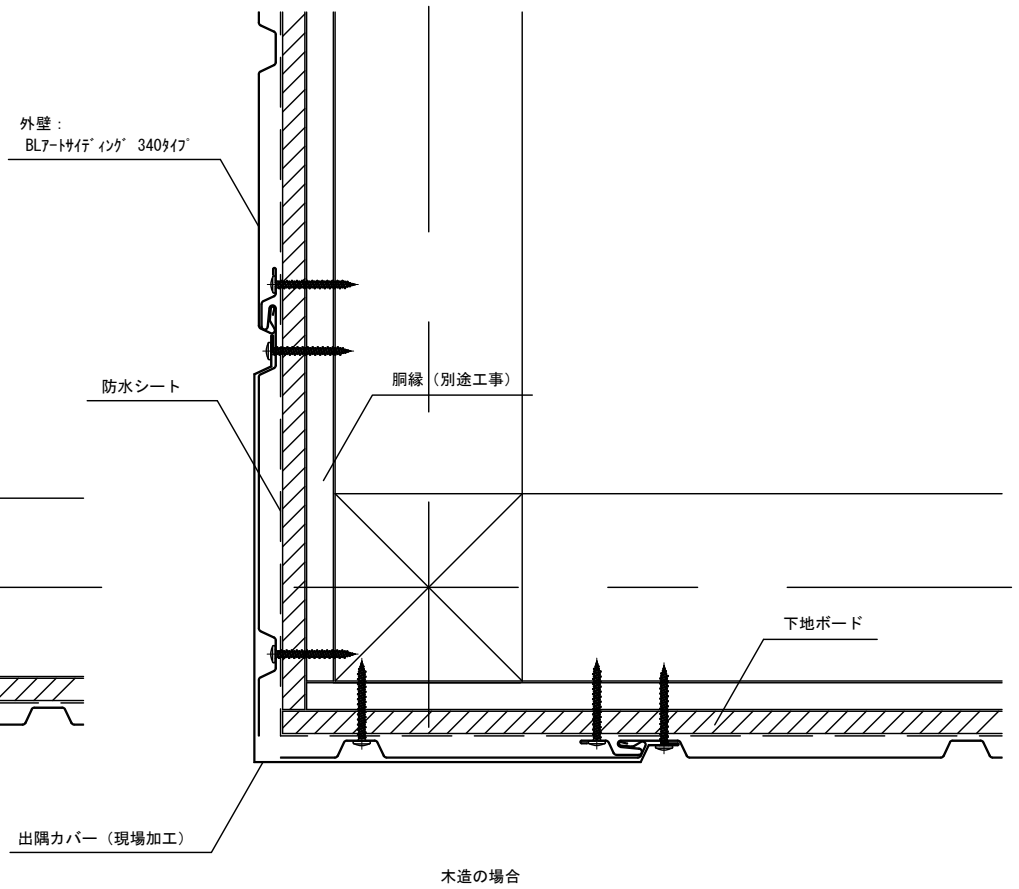 外壁：
BLｱｰﾄｻｲﾃﾞｨﾝｸﾞ 340ﾀｲﾌﾟ
防水シート
胴縁（別途工事）
下地ボード
出隅カバー（現場加工）
木造の場合